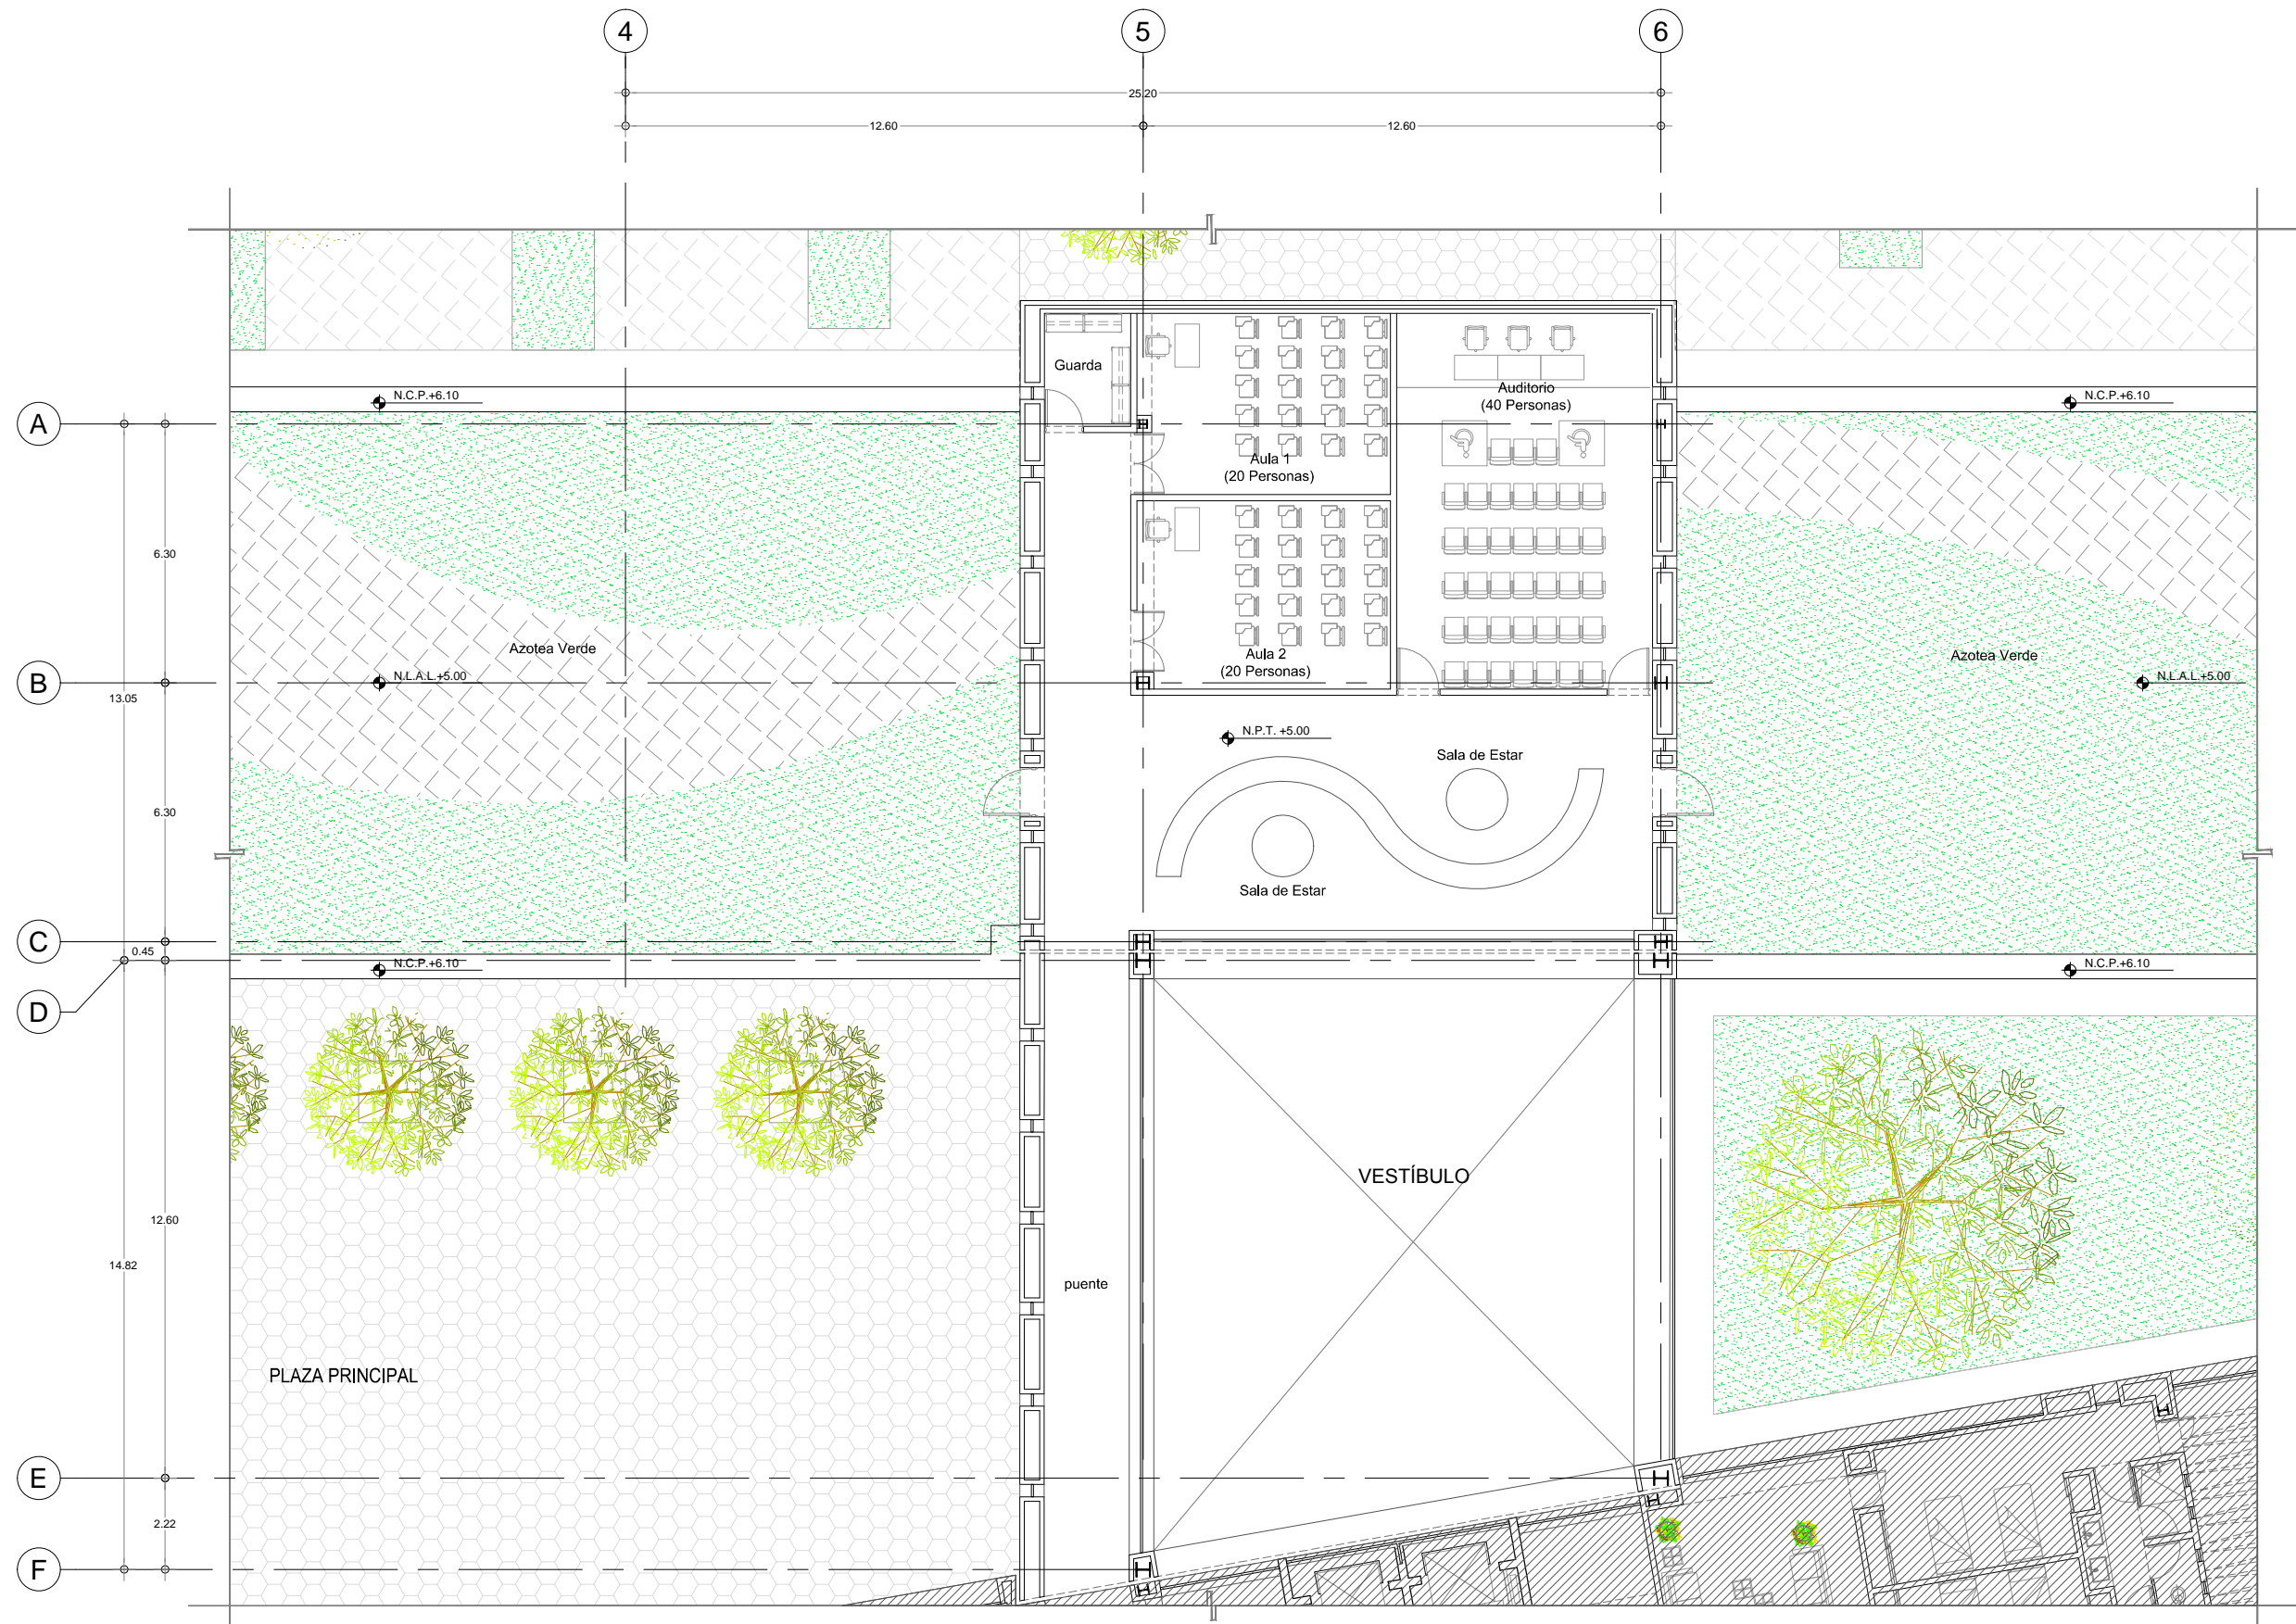 4
5
6
25.20
12.60
12.60
Guarda
Auditorio
(40 Personas)
N.C.P.+6.10
N.C.P.+6.10
A
Aula 1
(20 Personas)
6.30
Azotea Verde
Aula 2
(20 Personas)
Azotea Verde
B
N.L.A.L.+5.00
N.L.A.L.+5.00
13.05
N.P.T. +5.00
Sala de Estar
6.30
Sala de Estar
C
0.45
N.C.P.+6.10
N.C.P.+6.10
D
VESTÍBULO
12.60
14.82
puente
PLAZA PRINCIPAL
E
2.22
F